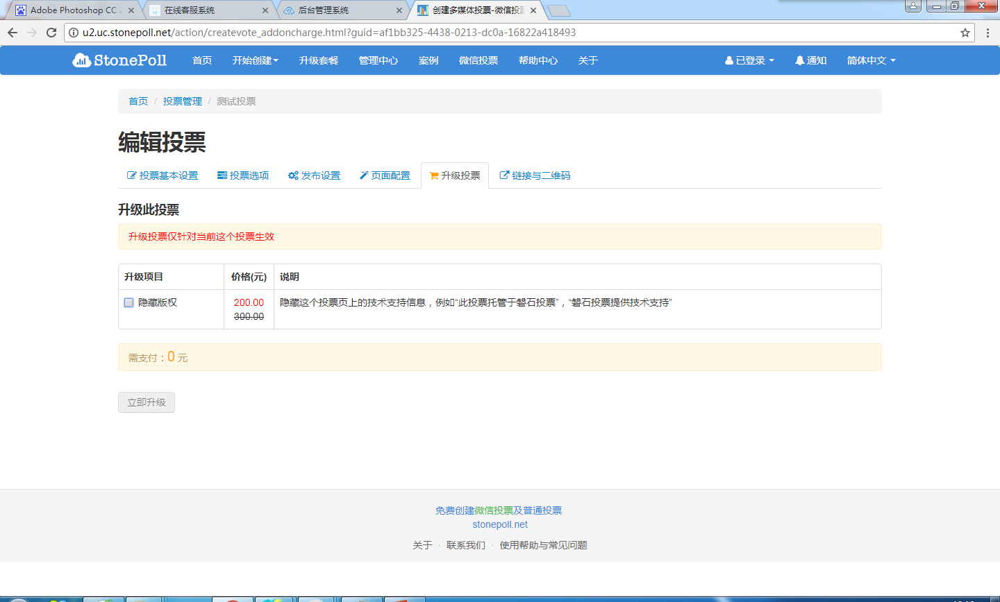 Adobe Photoshop CC
在线客服系统
后台管理系统
创建多媒体投票-微信投票
u2.uc.stonepoll.net/action/createvote_addoncharge.html?guid=af1bb325-4438-0213-dc0a-16822a418493
StonePoll 首页 开始创建 升级套餐 管理中心 案例 微信投票 帮助中心 关于 已登录 通知 简体中文
首页 / 投票管理 / 测试投票
编辑投票
投票基本设置 投票选项 发布设置 页面配置 升级投票 链接与二维码
升级此投票
升级投票仅针对当前这个投票生效
升级项目 价格(元) 说明
隐藏版权 200.00 隐藏这个投票页上的技术支持信息，例如“此投票托管于磐石投票”，“磐石投票提供技术支持”
300.00
需支付：0 元
立即升级
免费创建微信投票及普通投票
stonepoll.net
关于 · 联系我们 · 使用帮助与常见问题